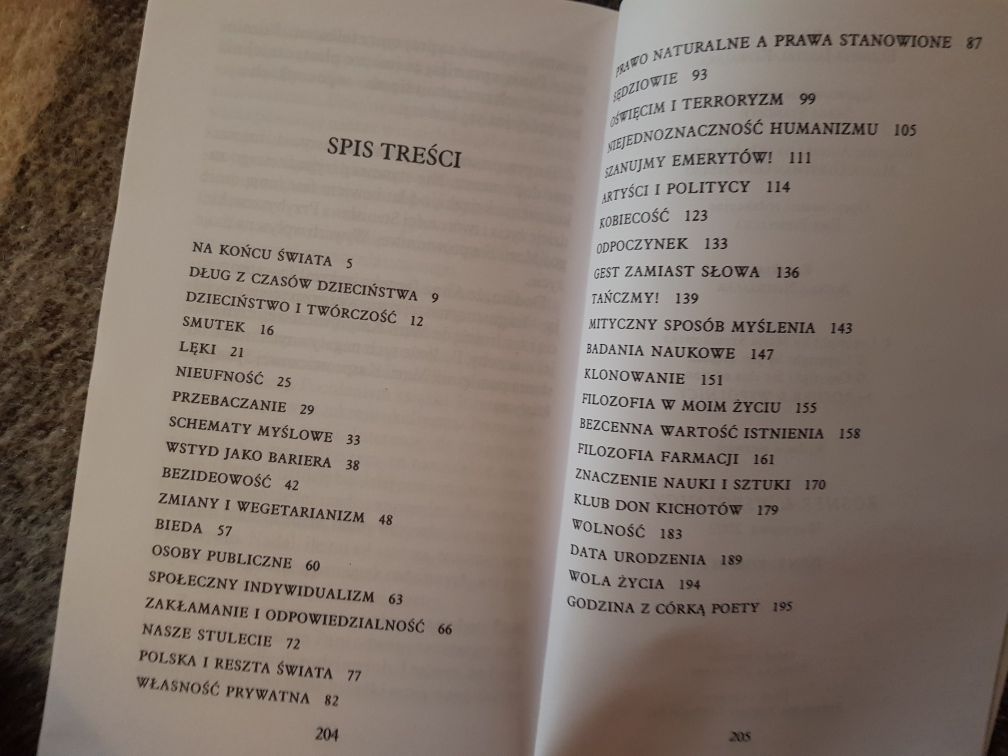 SPIS TREŚCI
NA KOŃCU ŚWIATA 5
DŁUG Z CZASÓW DZIECIŃSTWA 9
DZIECIŃSTWO I TWÓRCZOŚĆ 12
SMUTEK 16
LĘKI 21
NIEUFNOŚĆ 25
PRZEBACZANIE 29
SCHEMATY MYŚLOWE 33
WSTYD JAKO BARIERA 38
BEZIDEOWOŚĆ 42
ZMIANY I WEGETARIANIZM 48
BIEDA 57
OSOBY PUBLICZNE 60
SPOŁECZNY INDYWIDUALIZM 63
ZAKŁAMANIE I ODPOWIEDZIALNOŚĆ 66
NASZE STULECIE 72
POLSKA I RESZTA ŚWIATA 77
WŁASNOŚĆ PRYWATNA 82
204
PRAWO NATURALNE A PRAWA STANOWIONE 87
SĘDZIOWIE 93
OŚWIĘCIM I TERRORYZM 99
NIEJEDNOZNACZNOŚĆ HUMANIZMU 105
SZANUJMY EMERYTÓW! 111
ARTYŚCI I POLITYCY 114
KOBIECOŚĆ 123
ODPOCZYNEK 133
GEST ZAMIAST SŁOWA 136
TAŃCZMY! 139
MITYCZNY SPOSÓB MYŚLENIA 143
BADANIA NAUKOWE 147
KLONOWANIE 151
FILOZOFIA W MOIM ŻYCIU 155
BEZCENNA WARTOŚĆ ISTNIENIA 158
FILOZOFIA FARMACJI 161
ZNACZENIE NAUKI I SZTUKI 170
KLUB DON KICHOTÓW 179
WOLNOŚĆ 183
DATA URODZENIA 189
WOLA ŻYCIA 194
GODZINA Z CÓRKĄ POETY 195
205